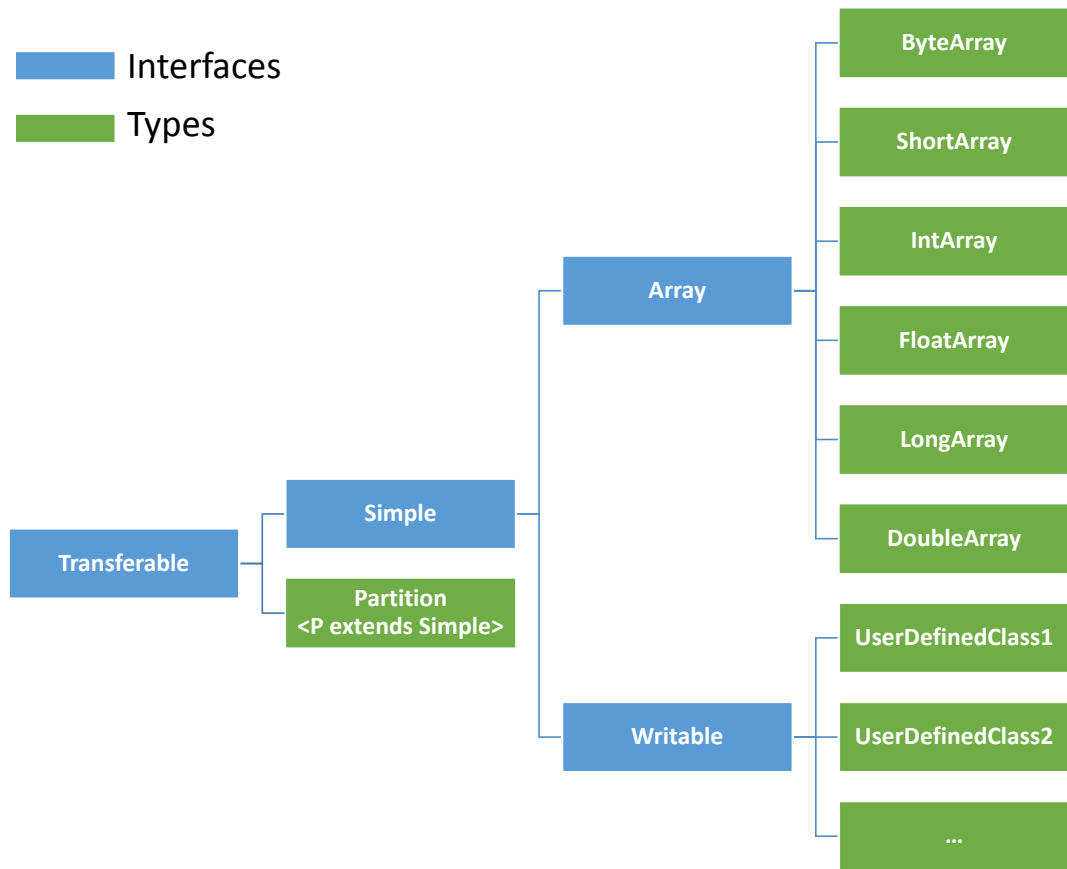 Interfaces
Types
Transferable
Simple
Partition
<P extends Simple>
Array
Writable
ByteArray
ShortArray
IntArray
FloatArray
LongArray
DoubleArray
UserDefinedClass1
UserDefinedClass2
...